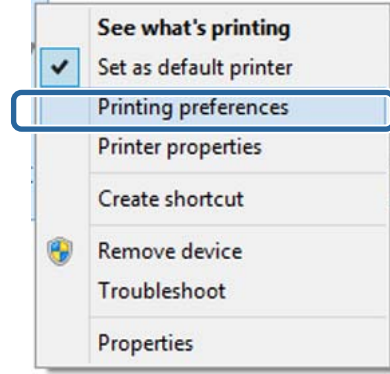 See what's printing
Set as default printer
Printing preferences
Printer properties
Create shortcut
Remove device
Troubleshoot
Properties